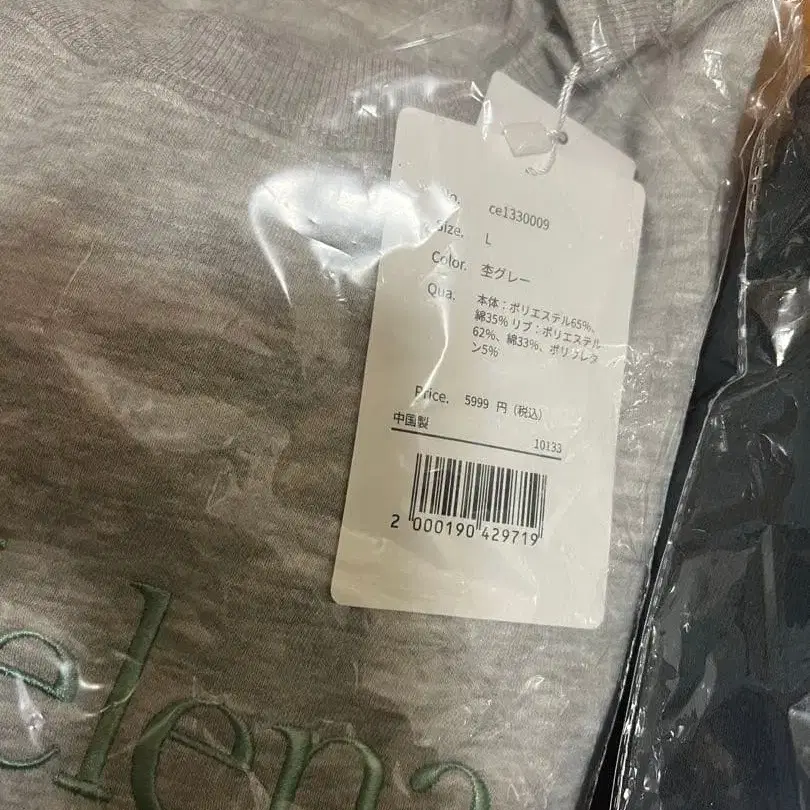 No. ce1330009
Size. L
Color. 杢グレー
Qua. 本体：ポリエステル65%、
綿35% リブ：ポリエステル
62%、綿33%、ポリウレタ
ン5%
Price. 5999 円（税込）
中国製
10133
2 000190 429719
elena